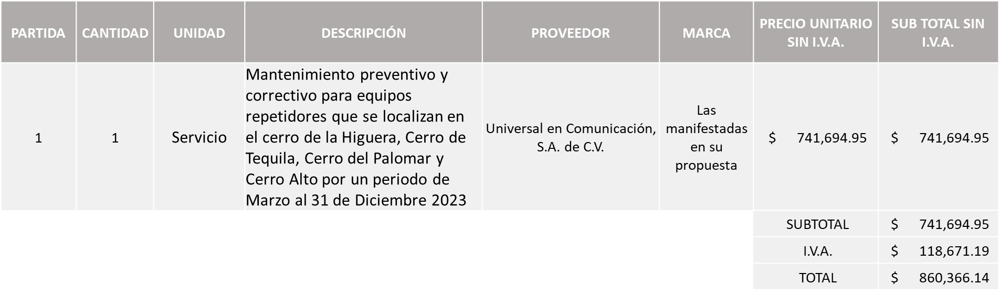 PARTIDA CANTIDAD UNIDAD DESCRIPCIÓN PROVEEDOR MARCA PRECIO UNITARIO SIN I.V.A. SUB TOTAL SIN I.V.A.
1 1 Servicio
Mantenimiento preventivo y
correctivo para equipos
repetidores que se localizan en
el cerro de la Higuera, Cerro de
Tequila, Cerro del Palomar y
Cerro Alto por un periodo de
Marzo al 31 de Diciembre 2023
Universal en Comunicación,
S.A. de C.V.
Las
manifestadas
en su
propuesta
$ 741,694.95 $ 741,694.95
SUBTOTAL $ 741,694.95
I.V.A. $ 118,671.19
TOTAL $ 860,366.14